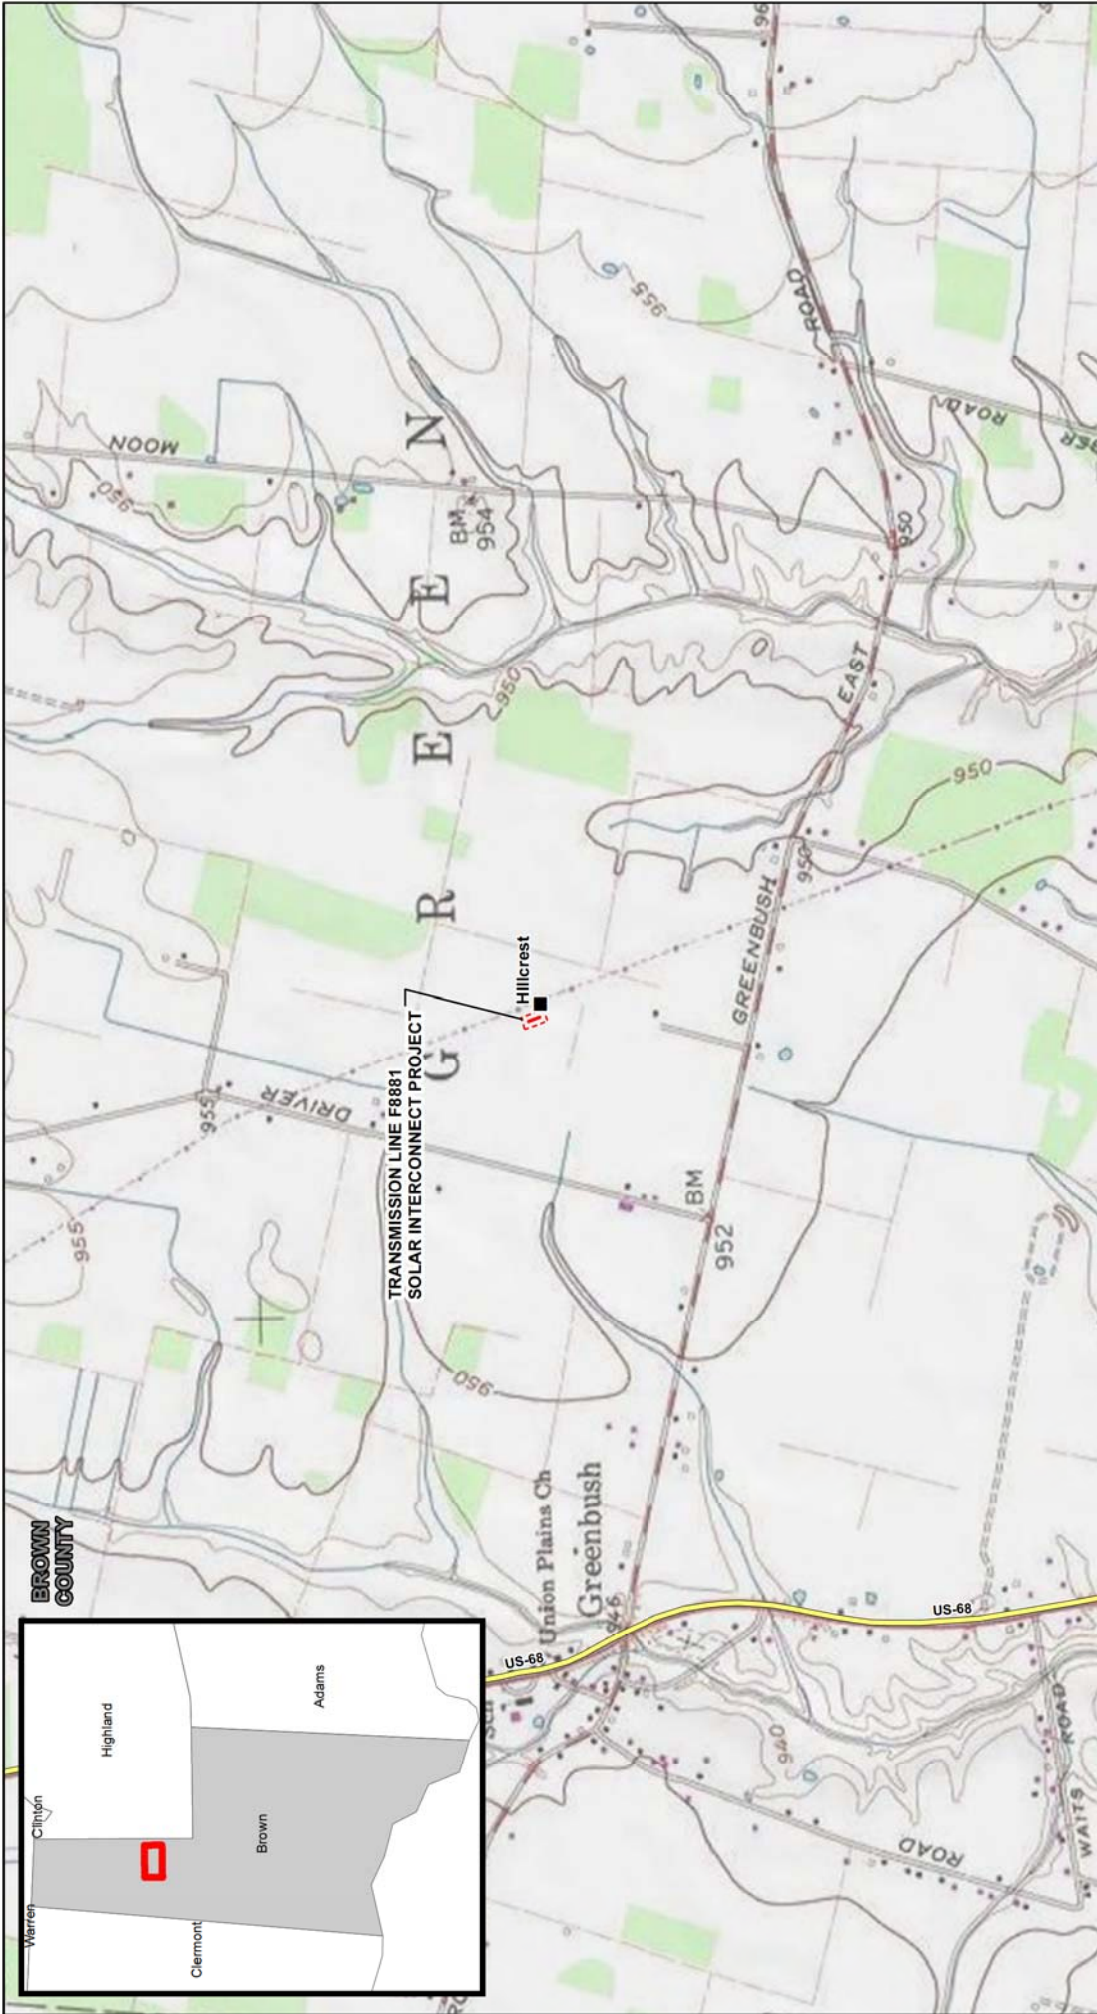 BROWN
COUNTY
Warren
Clinton
Highland
Clermont
Brown
Adams
US-68
US-68
Union Plains Ch
Greenbush
946
940
ROAD
WAITS ROAD
950
955
955
DRIVER
TRANSMISSION LINE F8881
SOLAR INTERCONNECT PROJECT
Hillcrest
G R E E N
BM
952
GREENBUSH
EAST
ROAD
950
950
950
950
MOON
950
BM
954
955
ROAD